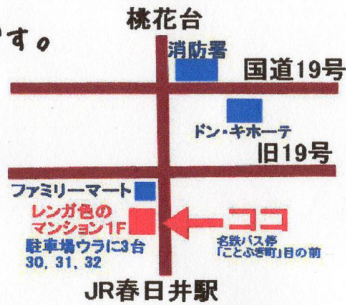 桃花台
です。
消防署
国道19号
ドン・キホーテ
旧19号
ファミリーマート
レンガ色の
マンション1F
駐車場ウラに3台
30, 31, 32
ココ
名鉄バス停
「ことぶき町」目の前
JR春日井駅